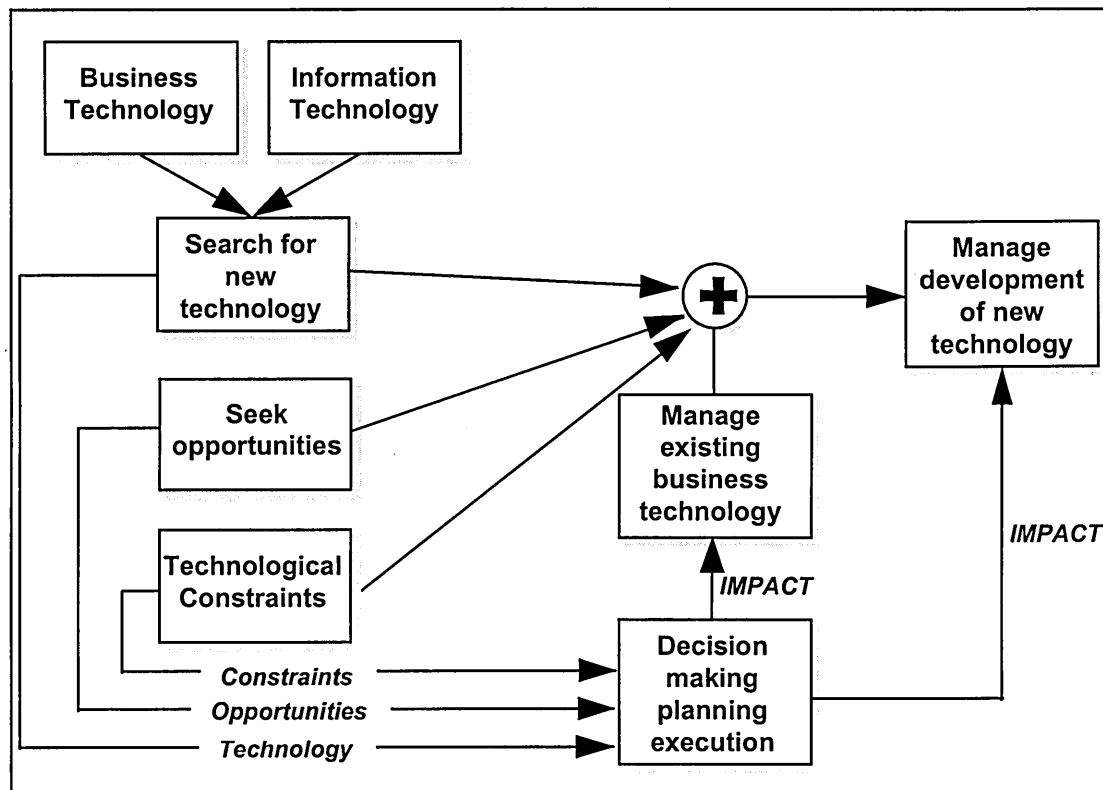 Business
Technology
Information
Technology
Search for
new
technology
Manage
development
of new
technology
Seek
opportunities
Manage
existing
business
technology
IMPACT
Technological
Constraints
IMPACT
Decision
making
planning
execution
Constraints
Opportunities
Technology